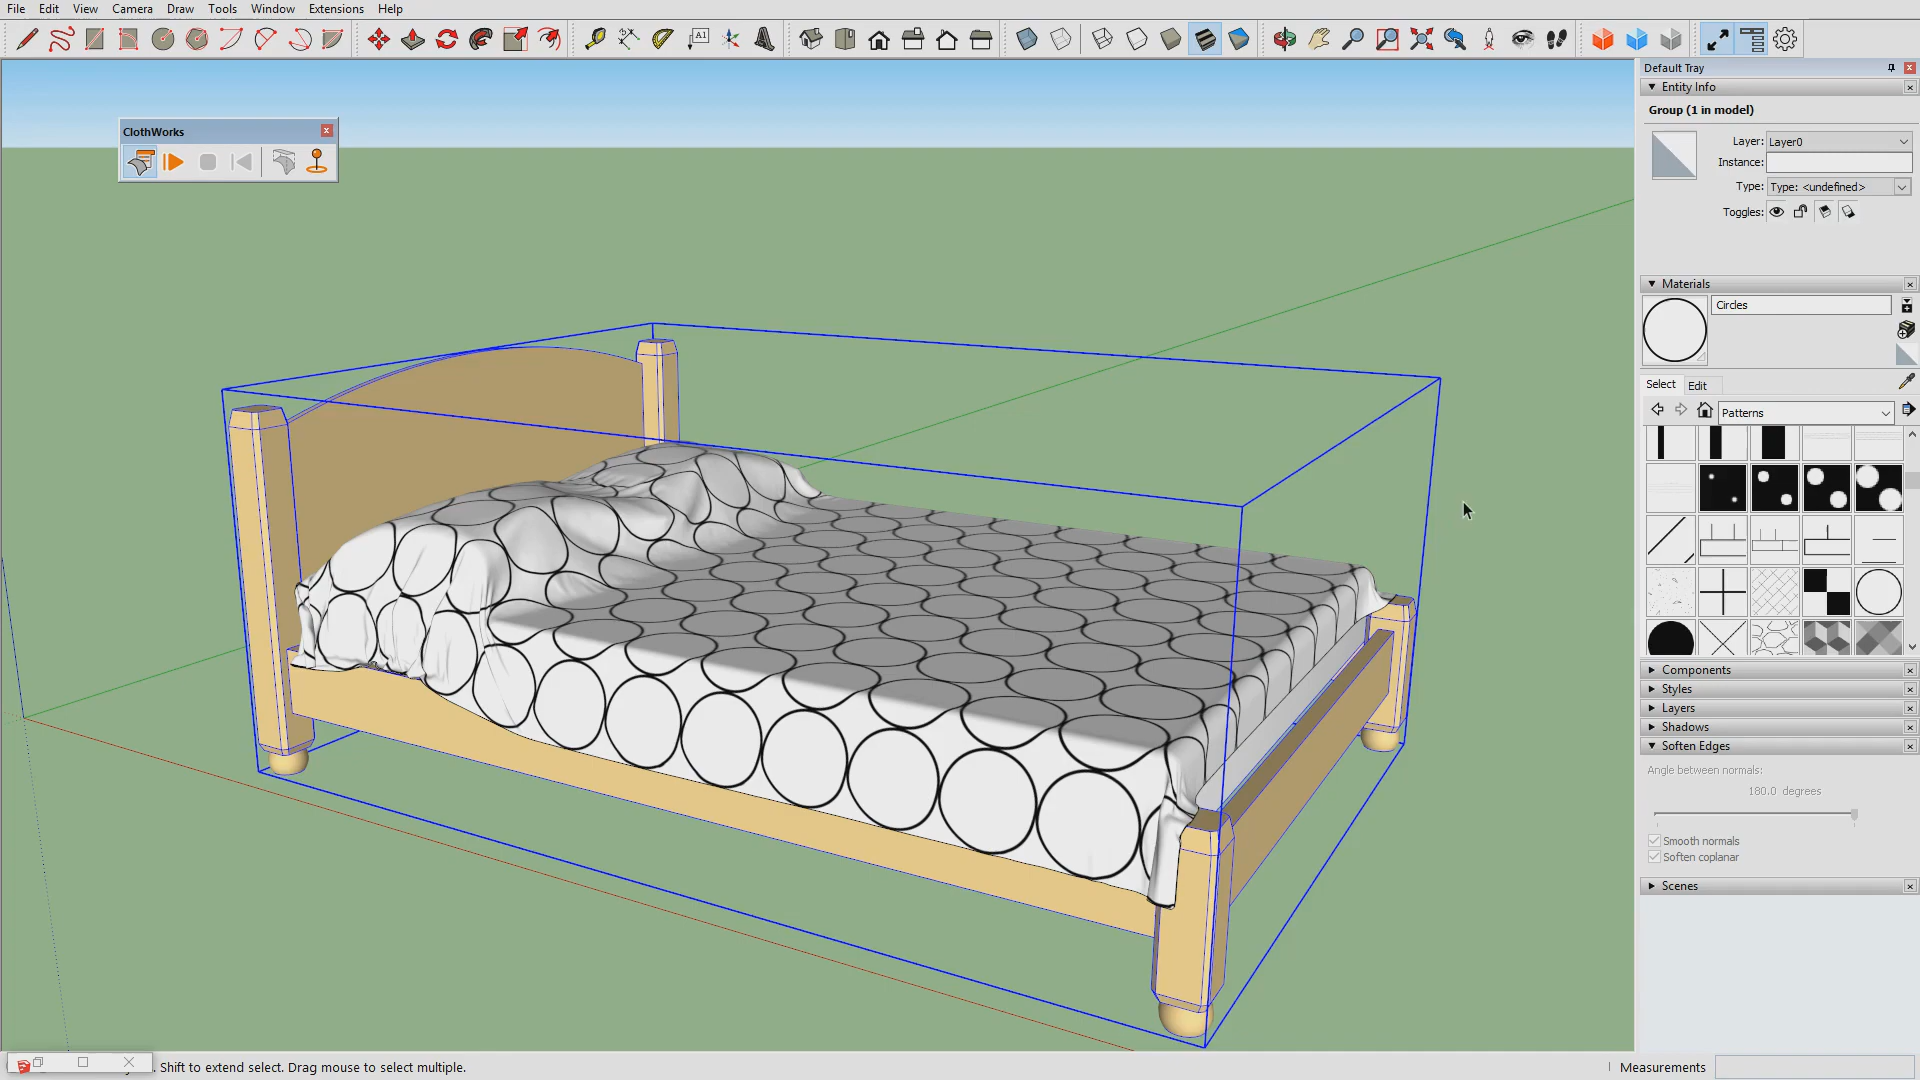 File Edit View Camera Draw Tools Window Extensions Help
A1
Default Tray
Entity Info
Group (1 in model)
Layer: Layer0
Instance:
Type: Type: <undefined>
Toggles:
ClothWorks
Materials
Circles
Select Edit
Patterns
Components
Styles
Layers
Shadows
Soften Edges
Angle between normals:
180.0 degrees
Smooth normals
Soften coplanar
Scenes
. Shift to extend select. Drag mouse to select multiple.
Measurements